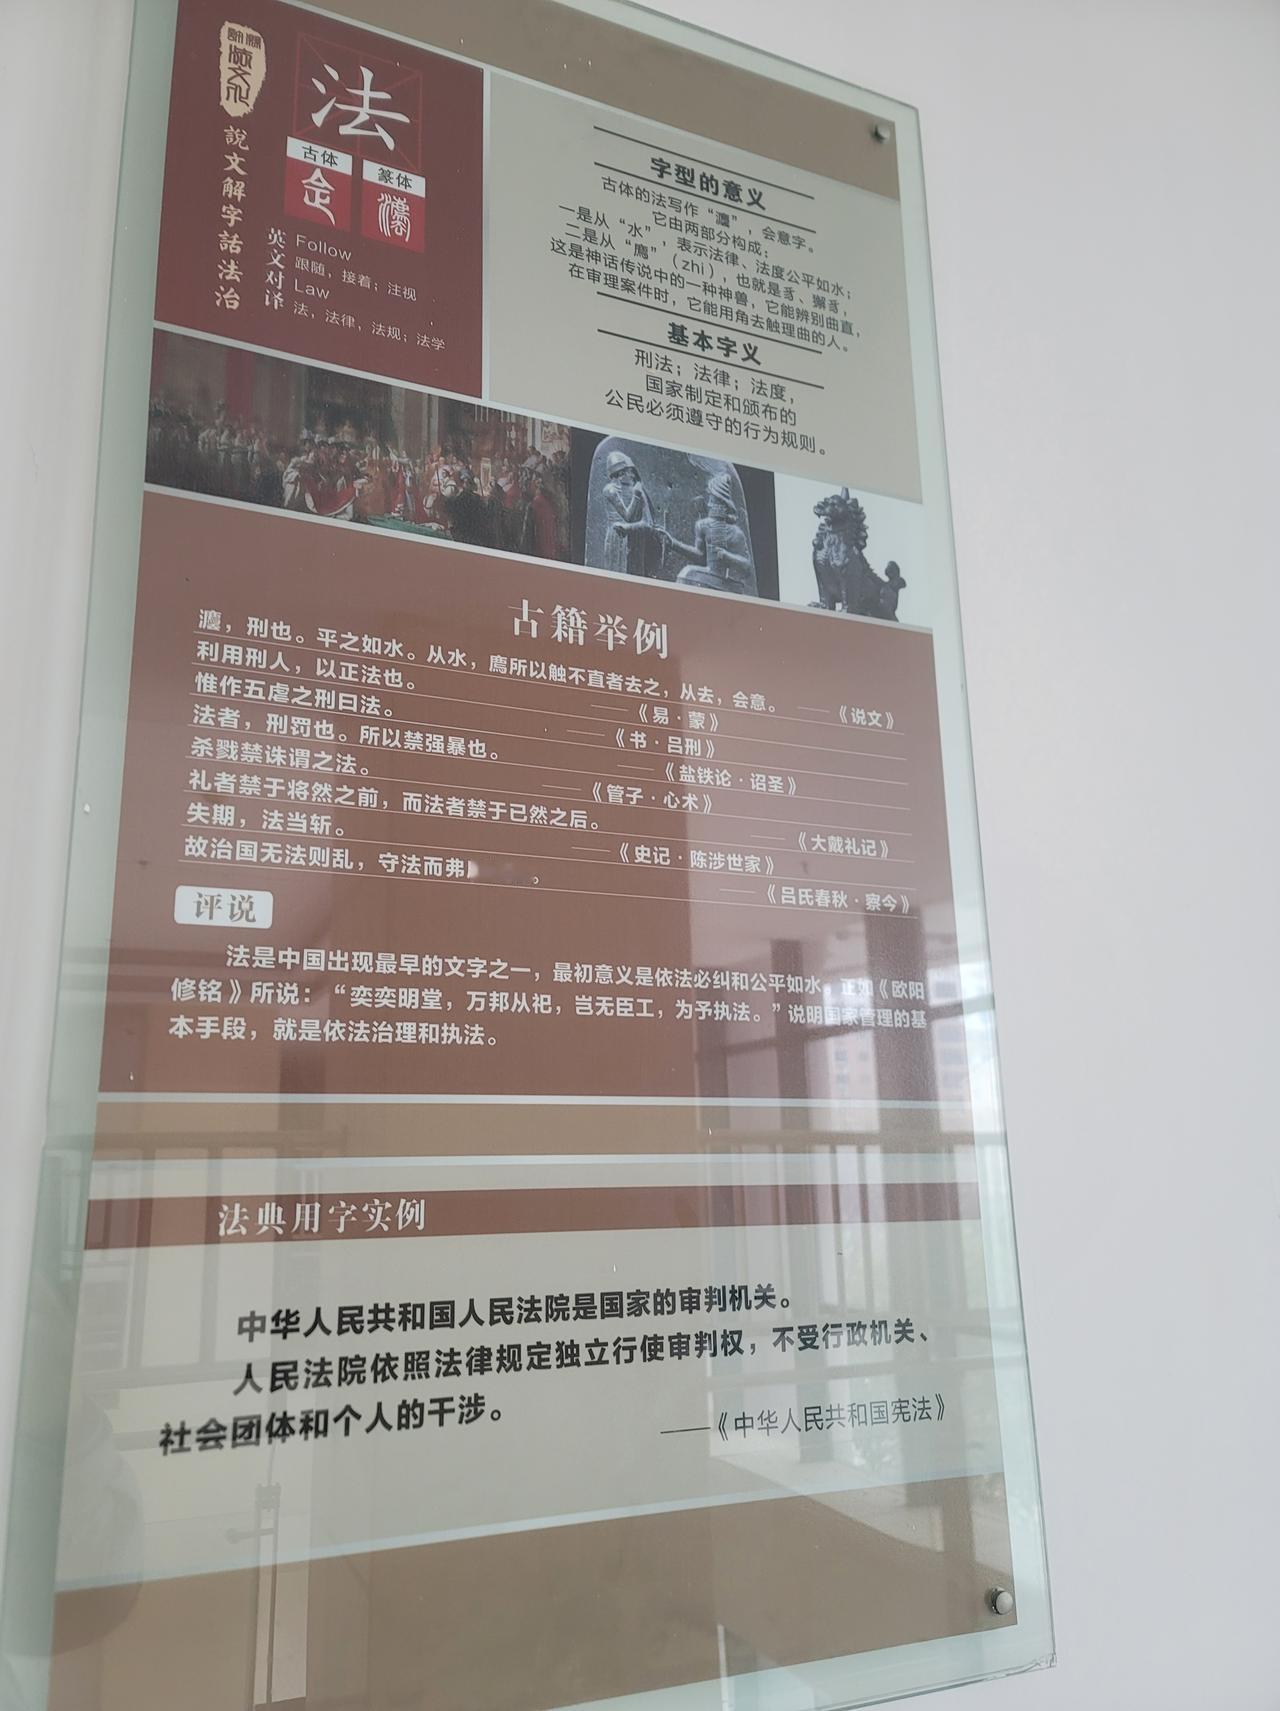 法文化
說文解字話法治
法
古体
篆体
英文对译
Follow
跟随，接着；注视
Law
法，法律，法规；法学
字型的意义
古体的法写作“灋”，会意字。
它由两部分构成：
一是从“水”，表示法律、法度公平如水；
二是从“廌”（zhi），也就是豸、獬豸，
这是神话传说中的一种神兽，它能辨别曲直，
在审理案件时，它能用角去触理曲的人。
基本字义
刑法；法律；法度，
国家制定和颁布的
公民必须遵守的行为规则。
古籍举例
灋，刑也。平之如水。从水，廌所以触不直者去之，从去，会意。 ——《说文》
利用刑人，以正法也。 ——《易·蒙》
惟作五虐之刑曰法。 ——《书·吕刑》
法者，刑罚也。所以禁强暴也。 ——《盐铁论·诏圣》
杀戮禁诛谓之法。 ——《管子·心术》
礼者禁于将然之前，而法者禁于已然之后。 ——《大戴礼记》
失期，法当斩。 ——《史记·陈涉世家》
故治国无法则乱，守法而弗 。 ——《吕氏春秋·察今》
评说
法是中国出现最早的文字之一，最初意义是依法必纠和公平如水。正如《欧阳
修铭》所说：“奕奕明堂，万邦从祀，岂无臣工，为予执法。”说明国家管理的基
本手段，就是依法治理和执法。
法典用字实例
中华人民共和国人民法院是国家的审判机关。
人民法院依照法律规定独立行使审判权，不受行政机关、
社会团体和个人的干涉。
——《中华人民共和国宪法》